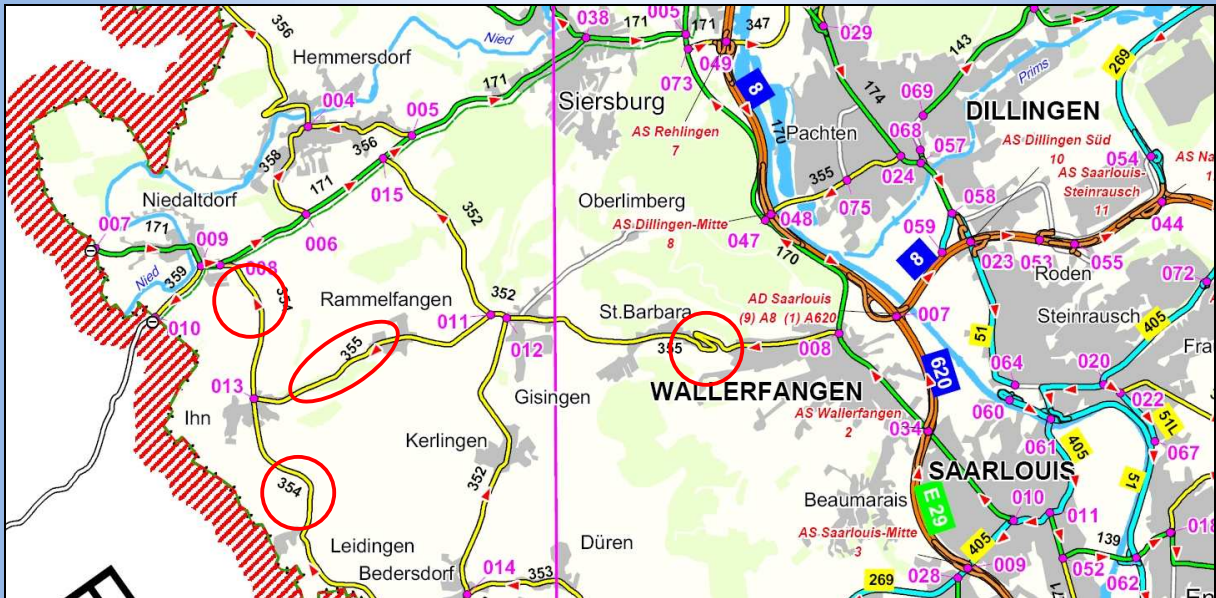 038
171
005
171
347
029
356
Nied
Hemmersdorf
049
073
143
269
8
Prims
171
Siersburg
174
069
DILLINGEN
004
005
AS Rehlingen
7
170
Pachten
068
057
AS Dillingen Süd
10
054
358
356
171
015
024
355
AS Saarlouis-
Steinrausch
11
Niedaltdorf
352
Oberlimberg
075
058
007
171
006
AS Dillingen-Mitte
8
048
047
059
044
009
008
170
8
023
053
055
Nied
359
Roden
072
010
354
Rammelfangen
352
011
012
St.Barbara
AD Saarlouis
(9) A8 (1) A620
007
Steinrausch
405
355
355
008
51
Fra
013
WALLERFANGEN
620
064
020
022
Ihn
Gisingen
AS Wallerfangen
2
060
51L
Kerlingen
034
061
405
067
354
352
SAARLOUIS
51
Beaumarais
E 29
010
011
018
Leidingen
Düren
AS Saarlouis-Mitte
3
405
139
Bedersdorf
014
353
269
028
009
052
062
En